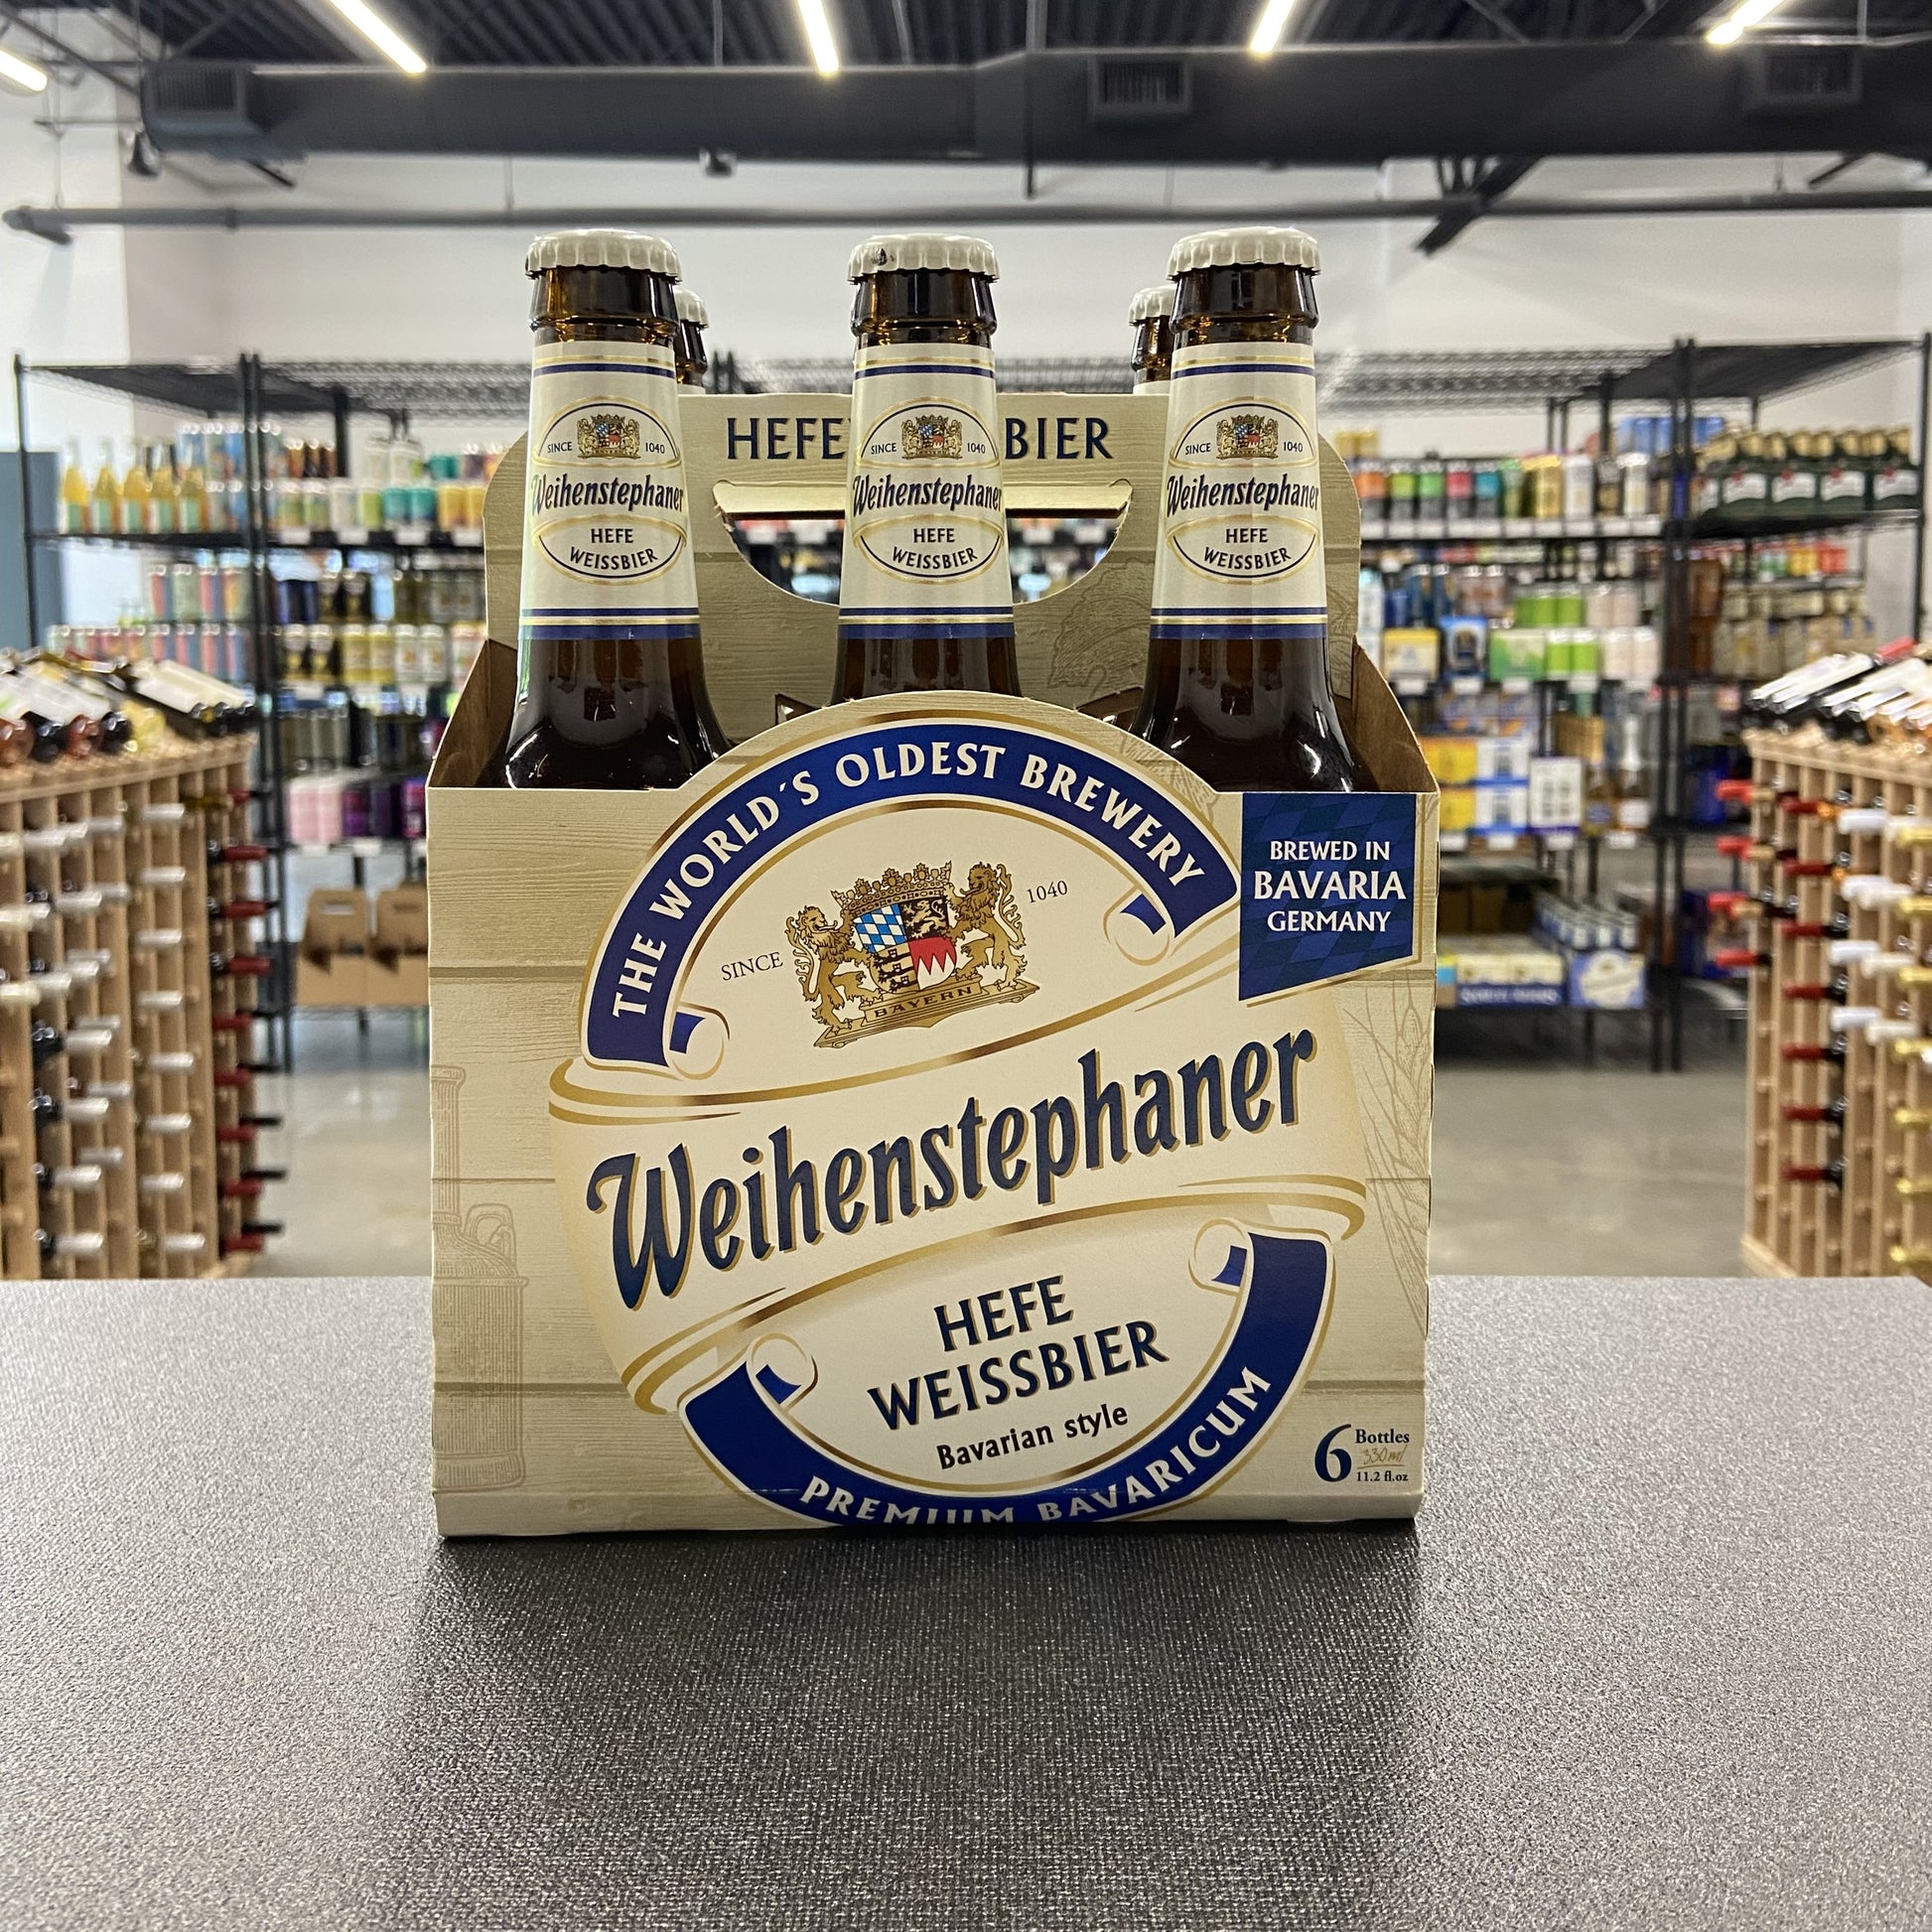 HEFE
BIER
SINCE 1040
Weihenstephaner
HEFE
WEISSBIER
SINCE 1040
Weihenstephaner
HEFE
WEISSBIER
SINCE 1040
Weihenstephaner
HEFE
WEISSBIER
THE WORLD´S OLDEST BREWERY
SINCE 1040
BAYERN
BREWED IN
BAVARIA
GERMANY
Weihenstephaner
HEFE
WEISSBIER
Bavarian style
PREMIUM BAVARICUM
6 Bottles
330ml
11.2 fl.oz